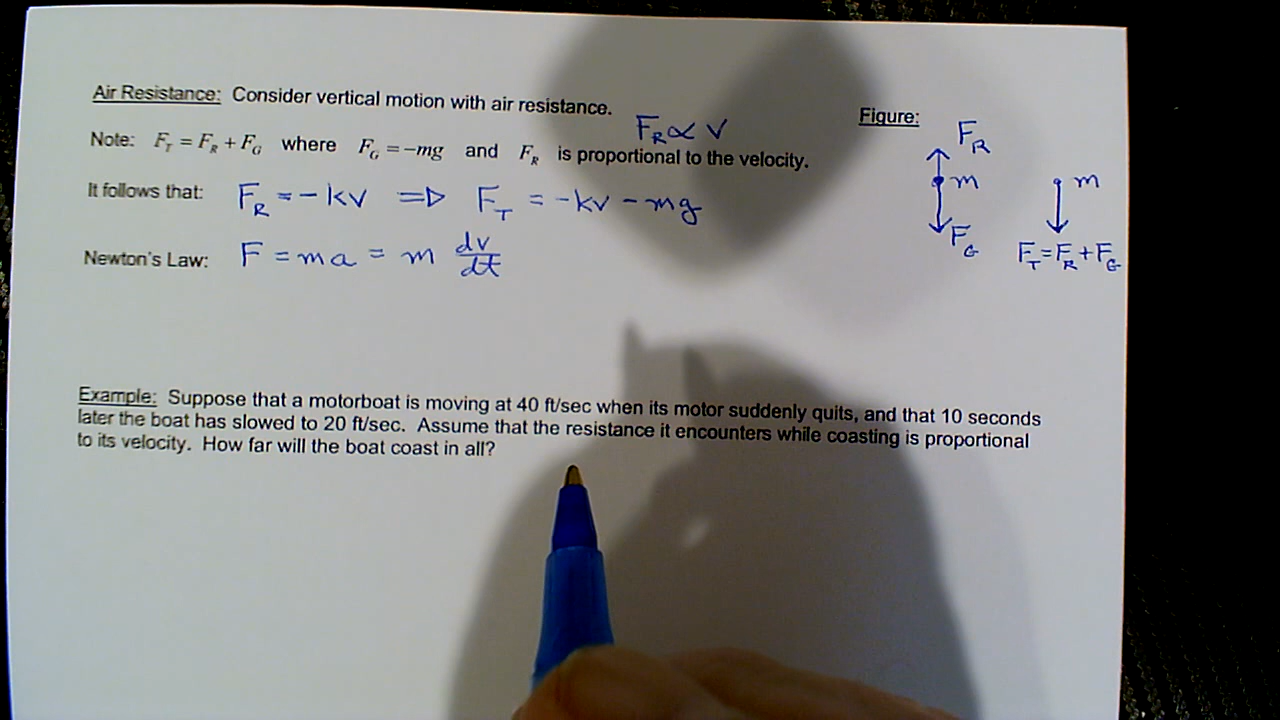 Air Resistance: Consider vertical motion with air resistance.
Figure:
F_R ∝ v
Note: F_T = F_R + F_G where F_G = -mg and F_R is proportional to the velocity.
F_R
m
m
It follows that: F_R = -kv ⇒ F_T = -kv - mg
F_G
F_T = F_R + F_G
Newton's Law: F = ma = m dv/dt
Example: Suppose that a motorboat is moving at 40 ft/sec when its motor suddenly quits, and that 10 seconds
later the boat has slowed to 20 ft/sec. Assume that the resistance it encounters while coasting is proportional
to its velocity. How far will the boat coast in all?